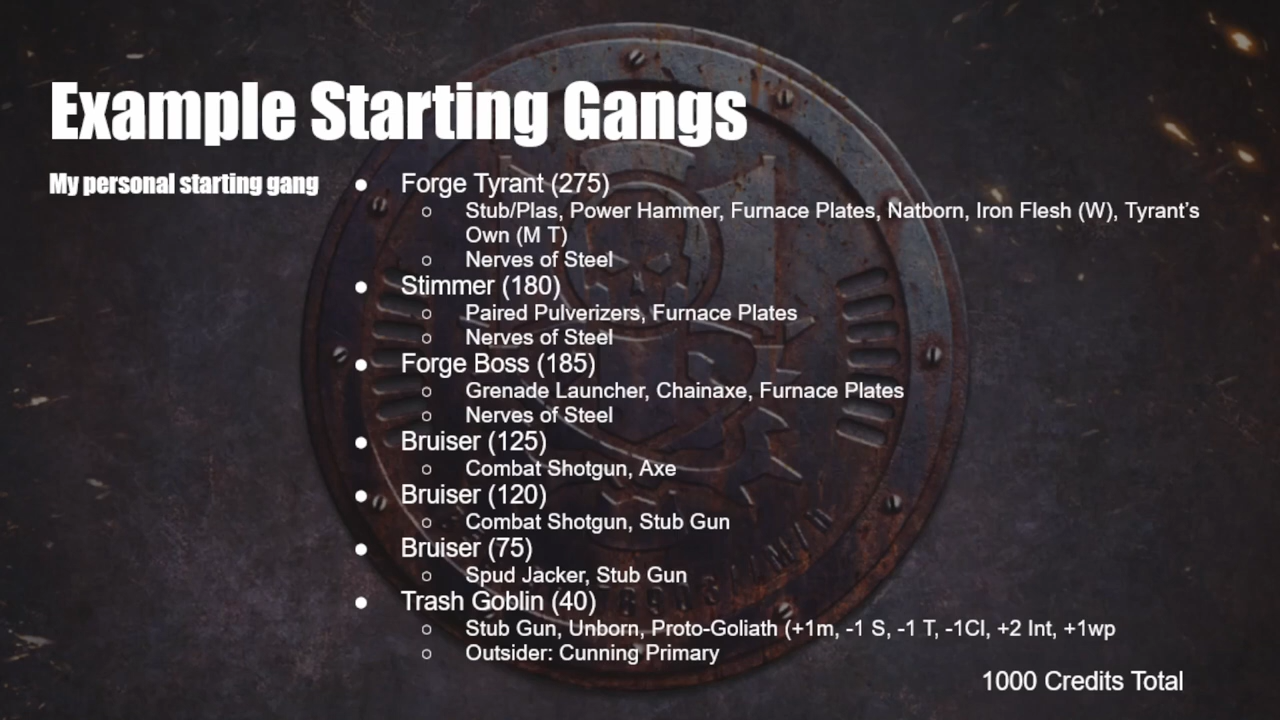 Example Starting Gangs
My personal starting gang
● Forge Tyrant (275)
○ Stub/Plas, Power Hammer, Furnace Plates, Natborn, Iron Flesh (W), Tyrant's
Own (M T)
○ Nerves of Steel
● Stimmer (180)
○ Paired Pulverizers, Furnace Plates
○ Nerves of Steel
● Forge Boss (185)
○ Grenade Launcher, Chainaxe, Furnace Plates
○ Nerves of Steel
● Bruiser (125)
○ Combat Shotgun, Axe
● Bruiser (120)
○ Combat Shotgun, Stub Gun
● Bruiser (75)
○ Spud Jacker, Stub Gun
● Trash Goblin (40)
○ Stub Gun, Unborn, Proto-Goliath (+1m, -1 S, -1 T, -1Cl, +2 Int, +1wp
○ Outsider: Cunning Primary
1000 Credits Total